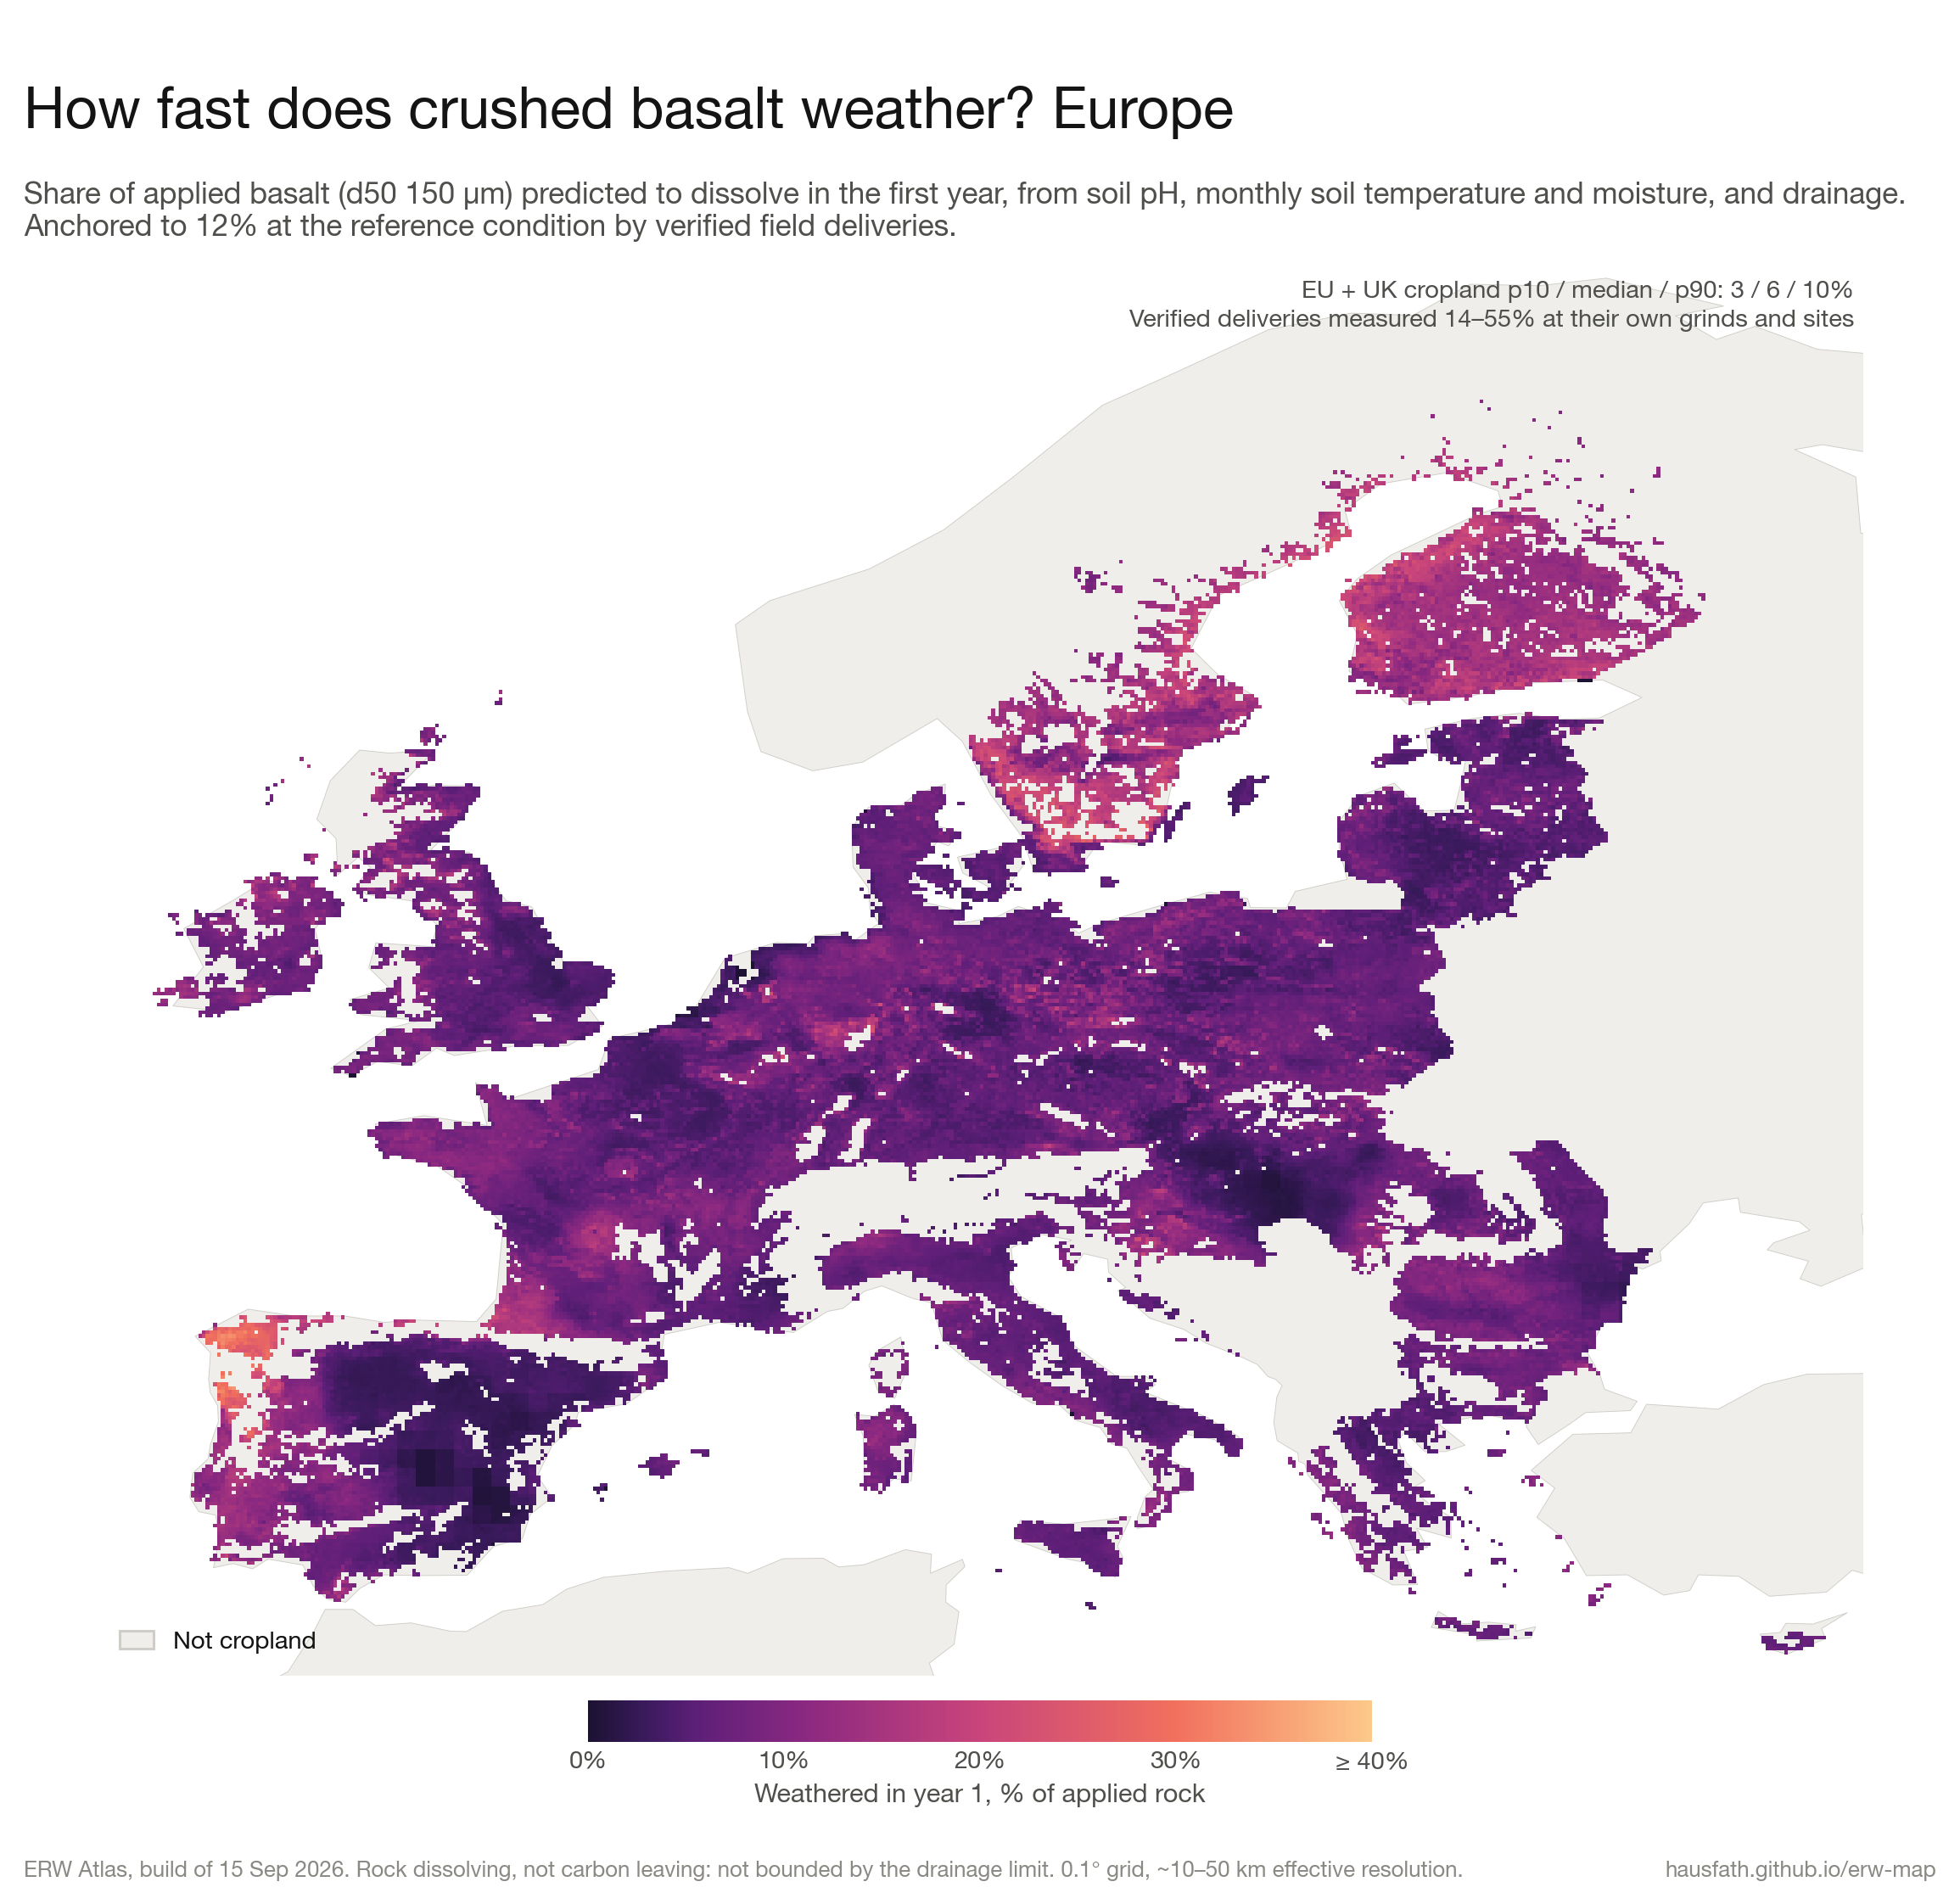 How fast does crushed basalt weather? Europe
Share of applied basalt (d50 150 µm) predicted to dissolve in the first year, from soil pH, monthly soil temperature and moisture, and drainage.
Anchored to 12% at the reference condition by verified field deliveries.
EU + UK cropland p10 / median / p90: 3 / 6 / 10%
Verified deliveries measured 14–55% at their own grinds and sites
Not cropland
0% 10% 20% 30% ≥ 40%
Weathered in year 1, % of applied rock
ERW Atlas, build of 15 Sep 2026. Rock dissolving, not carbon leaving: not bounded by the drainage limit. 0.1° grid, ~10–50 km effective resolution.
hausfath.github.io/erw-map